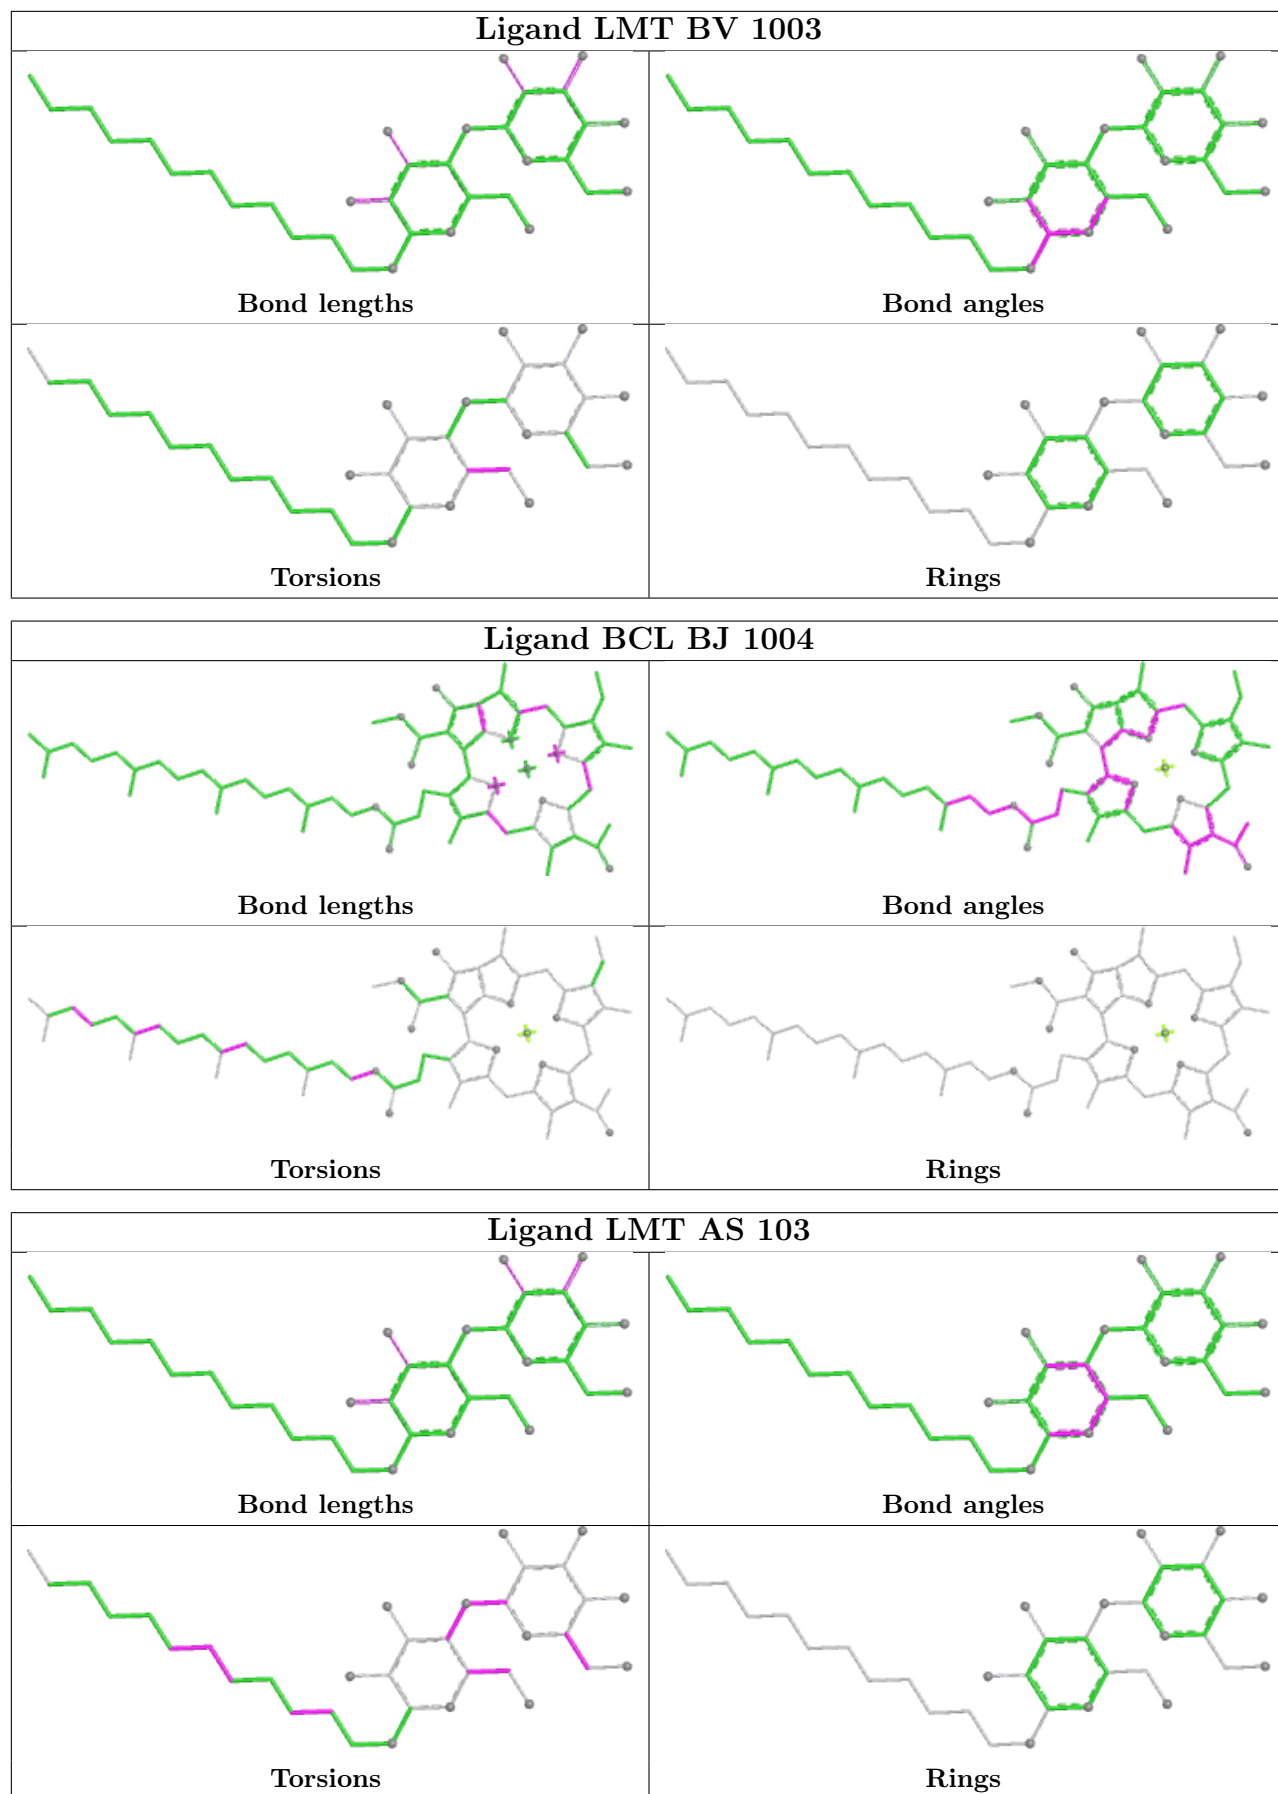 Ligand LMT BV 1003
Bond lengths
Bond angles
Torsions
Rings
Ligand BCL BJ 1004
Bond lengths
Bond angles
Torsions
Rings
Ligand LMT AS 103
Bond lengths
Bond angles
Torsions
Rings